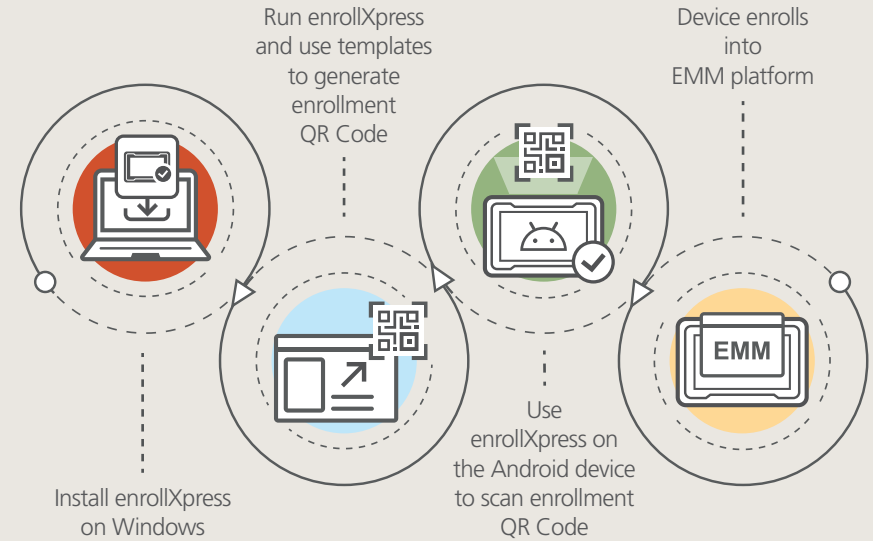 Run enrollXpress
and use templates
to generate
enrollment
QR Code
Device enrolls
into
EMM platform
EMM
Install enrollXpress
on Windows
Use
enrollXpress on
the Android device
to scan enrollment
QR Code